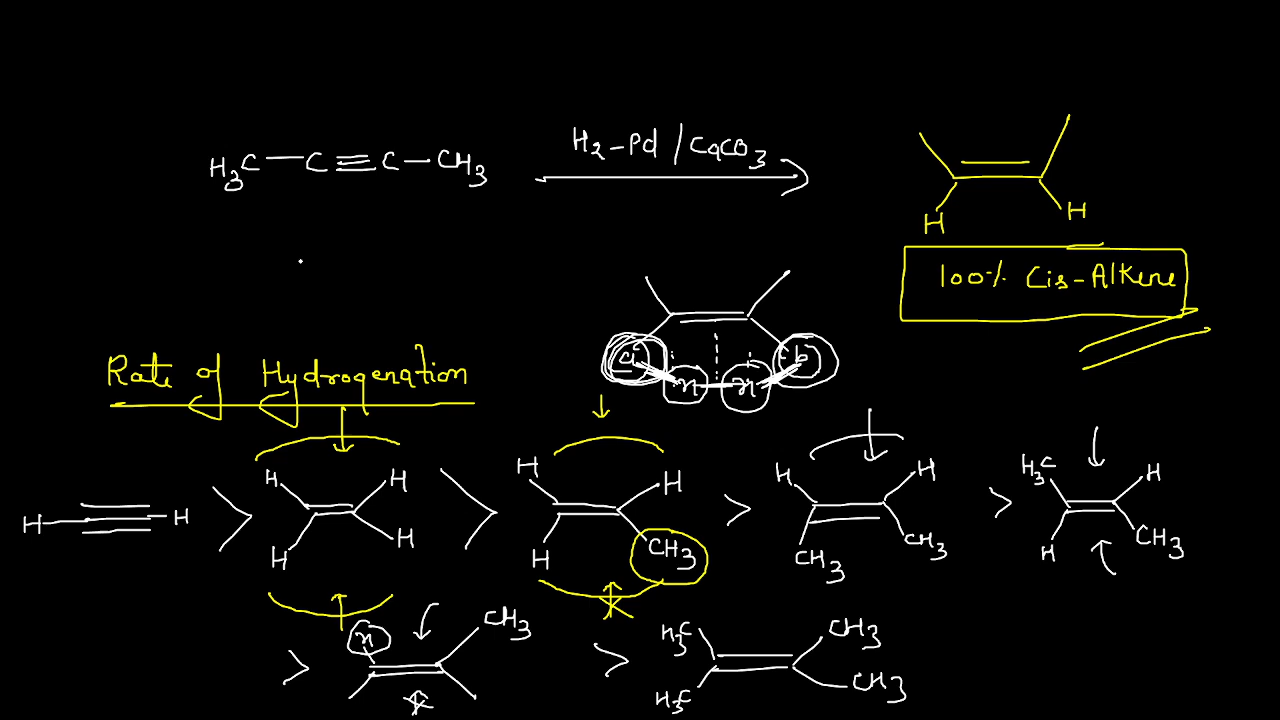 H3C — C ≡ C — CH3
H2-Pd / CaCO3
H H
100% Cis-Alkene
a x x b
Rate of Hydrogeneration
H ≡ H > H H H H > H H H CH3 > H H CH3 CH3 > H3C H H CH3
> x CH3 > H3C CH3 H3C CH3